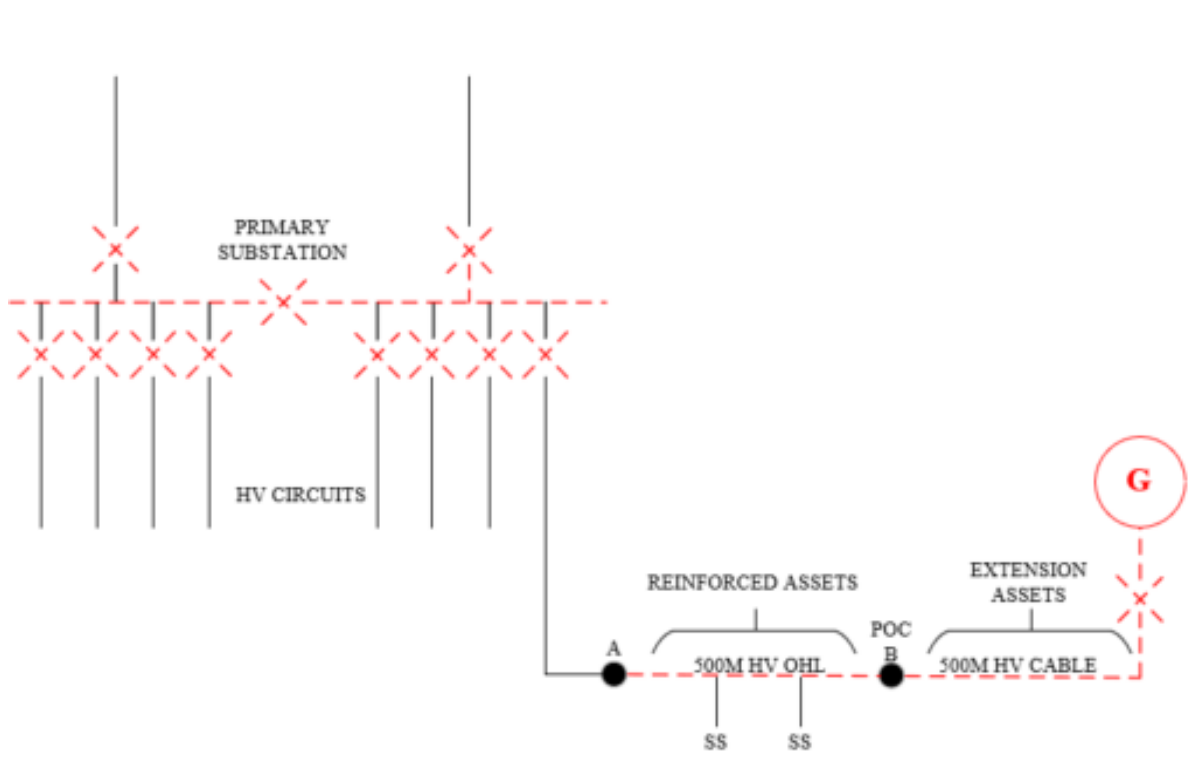 PRIMARY
SUBSTATION
HV CIRCUITS
G
REINFORCED ASSETS
EXTENSION
ASSETS
A
POC
B
500M HV OHL
500M HV CABLE
SS
SS